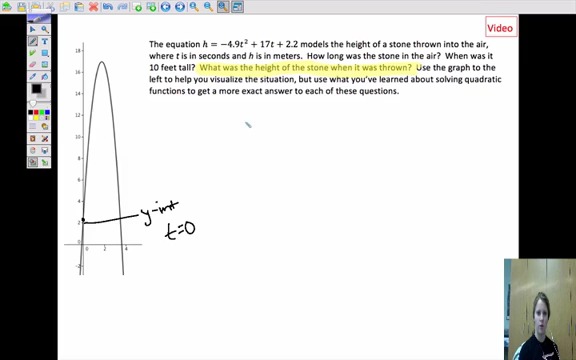 Video
The equation h = −4.9t² + 17t + 2.2 models the height of a stone thrown into the air,
where t is in seconds and h is in meters. How long was the stone in the air? When was it
10 feet tall? What was the height of the stone when it was thrown? Use the graph to the
left to help you visualize the situation, but use what you've learned about solving quadratic
functions to get a more exact answer to each of these questions.
18
16
14
12
10
8
6
4
2
0
-2
0 2 4
y-int
t=0